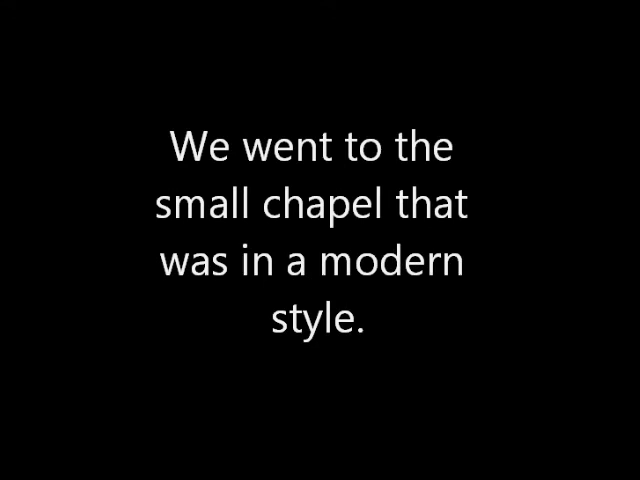 We went to the
small chapel that
was in a modern
style.